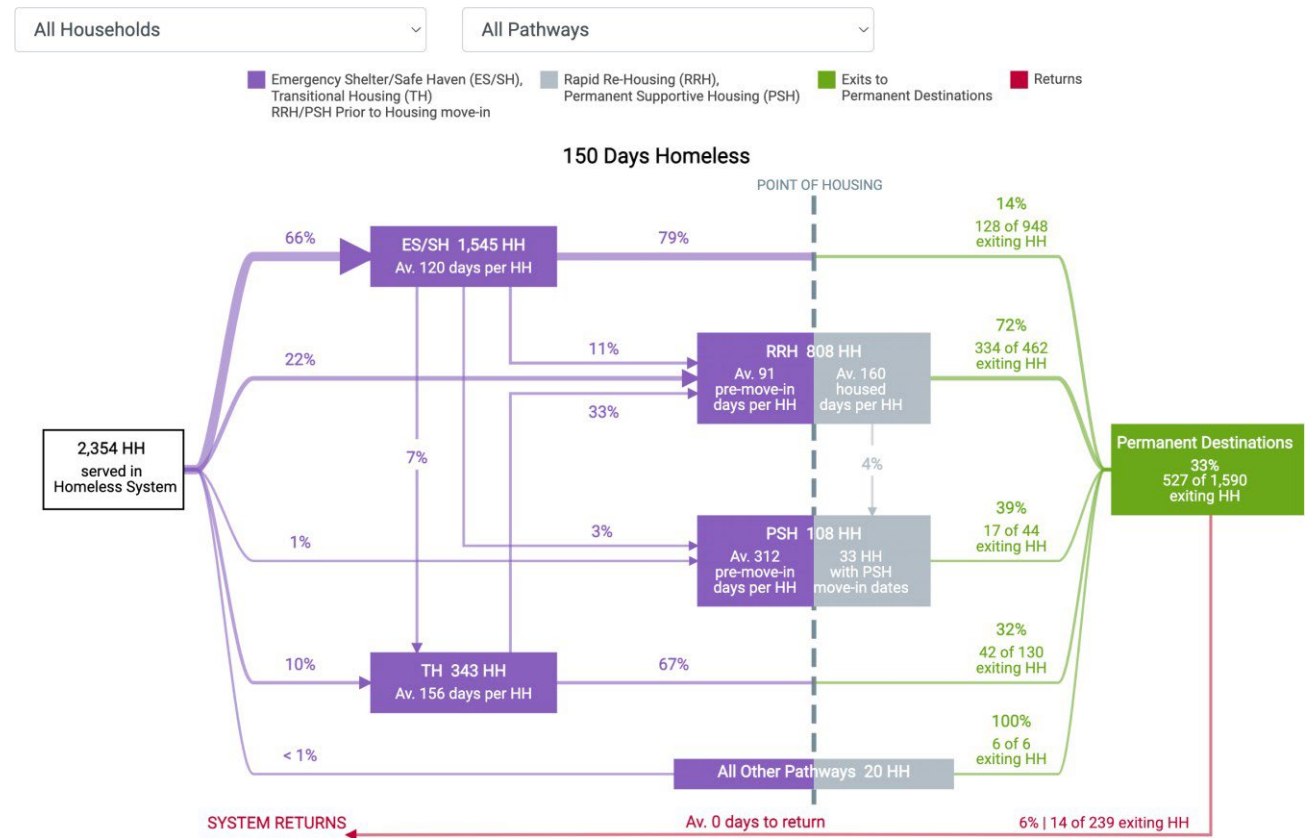 All Households
All Pathways
Emergency Shelter/Safe Haven (ES/SH),
Transitional Housing (TH)
RRH/PSH Prior to Housing move-in
Rapid Re-Housing (RRH),
Permanent Supportive Housing (PSH)
Exits to
Permanent Destinations
Returns
150 Days Homeless
POINT OF HOUSING
66%
ES/SH 1,545 HH
Av. 120 days per HH
79%
14%
128 of 948
exiting HH
22%
11%
RRH 808 HH
Av. 91
pre-move-in
days per HH
Av. 160
housed
days per HH
72%
334 of 462
exiting HH
33%
2,354 HH
served in
Homeless System
7%
4%
Permanent Destinations
33%
527 of 1,590
exiting HH
1%
3%
PSH 108 HH
Av. 312
pre-move-in
days per HH
33 HH
with PSH
move-in dates
39%
17 of 44
exiting HH
10%
TH 343 HH
Av. 156 days per HH
67%
32%
42 of 130
exiting HH
< 1%
All Other Pathways 20 HH
100%
6 of 6
exiting HH
SYSTEM RETURNS
Av. 0 days to return
6% | 14 of 239 exiting HH